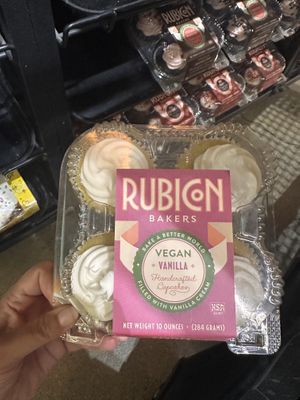 RUBICON
RUBICON
BAKERS
BAKE A BETTER WORLD
VEGAN
• VANILLA •
Handcrafted
Cupcakes
FILLED WITH VANILLA CREAM
NET WEIGHT 10 OUNCES • (284 GRAMS)